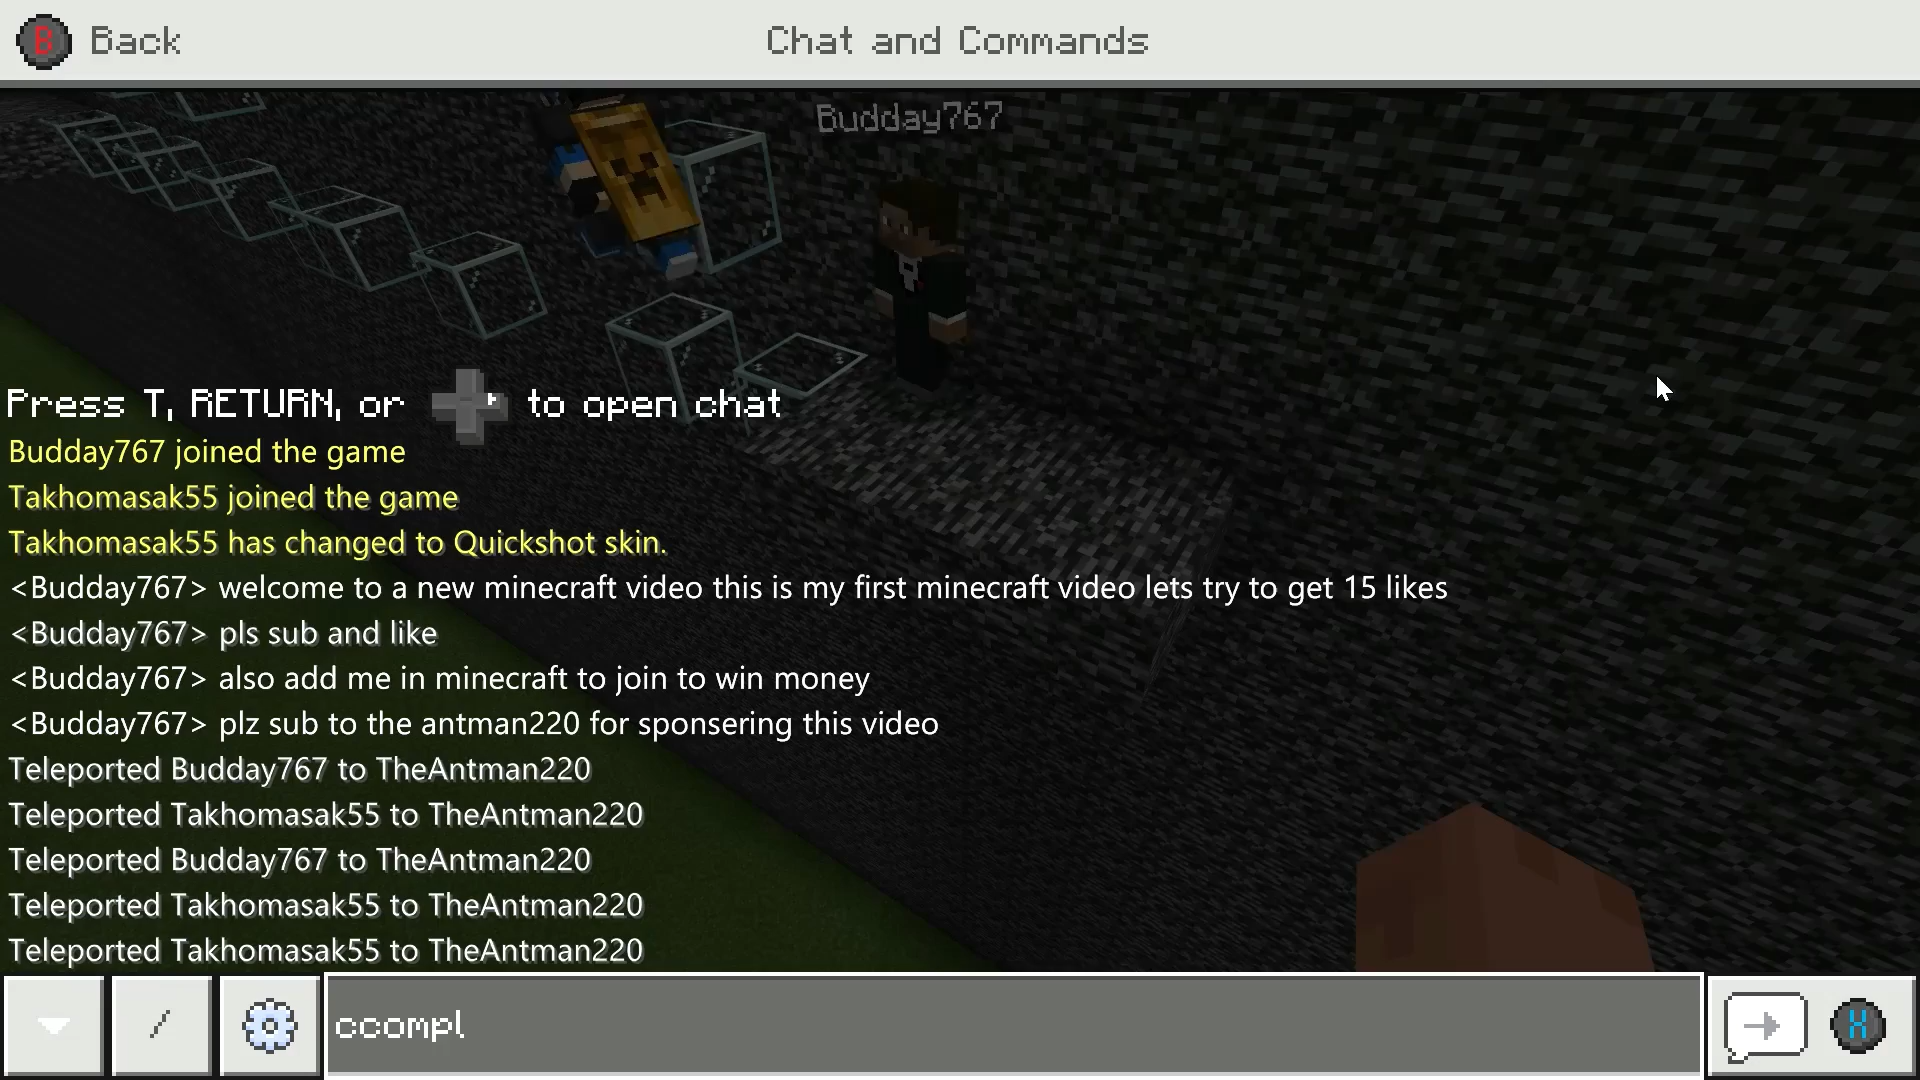 B Back
Chat and Commands
Budday767
Press T, RETURN, or to open chat
Budday767 joined the game
Takhomasak55 joined the game
Takhomasak55 has changed to Quickshot skin.
<Budday767> welcome to a new minecraft video this is my first minecraft video lets try to get 15 likes
<Budday767> pls sub and like
<Budday767> also add me in minecraft to join to win money
<Budday767> plz sub to the antman220 for sponsering this video
Teleported Budday767 to TheAntman220
Teleported Takhomasak55 to TheAntman220
Teleported Budday767 to TheAntman220
Teleported Takhomasak55 to TheAntman220
Teleported Takhomasak55 to TheAntman220
/ ccompl X